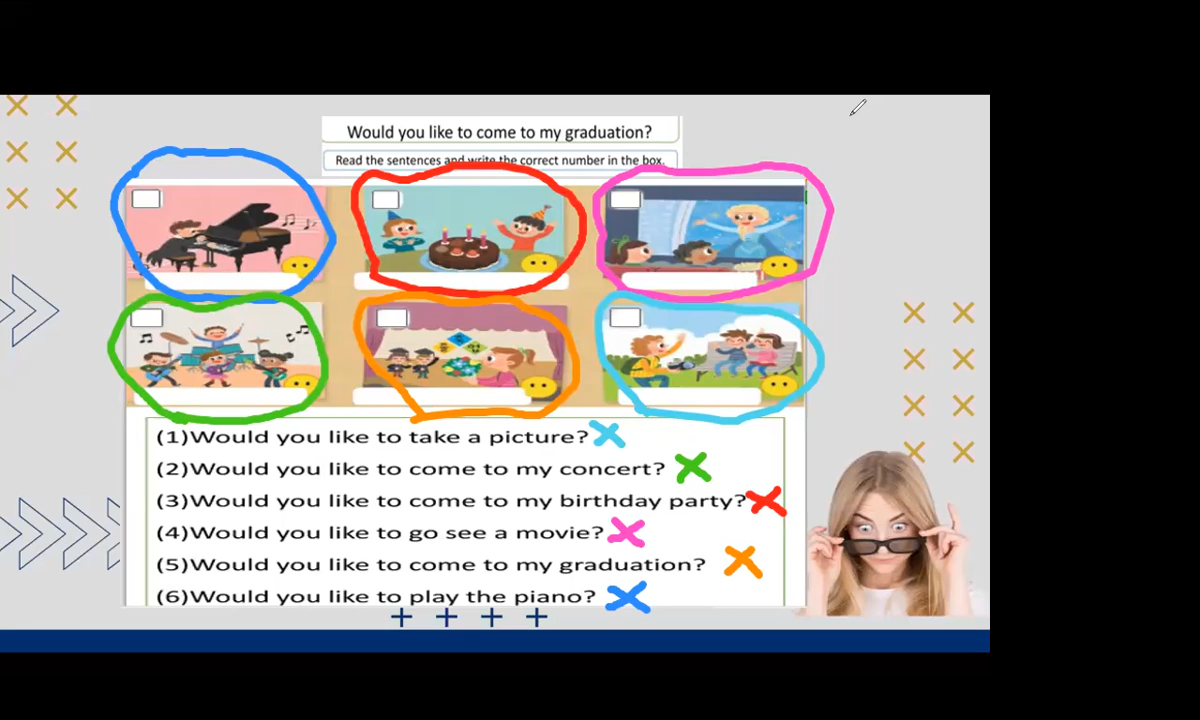 Would you like to come to my graduation?
Read the sentences and write the correct number in the box.
(1)Would you like to take a picture?
(2)Would you like to come to my concert?
(3)Would you like to come to my birthday party?
(4)Would you like to go see a movie?
(5)Would you like to come to my graduation?
(6)Would you like to play the piano?